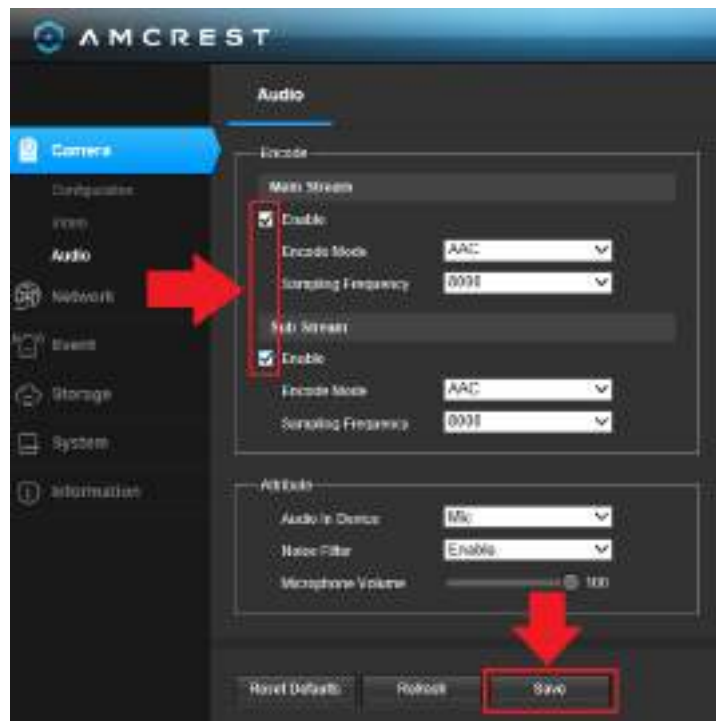 AMCREST
Audio
Camera
Encode
Main Stream
Configuration
Enable
Video
Encode Mode AAC
Audio
Sampling Frequency 8000
Network
Sub Stream
Event
Enable
Encode Mode AAC
Storage
Sampling Frequency 8000
System
Attribute
Information
Audio In Device Mic
Noise Filter Enable
Microphone Volume 100
Reset Defaults Refresh Save